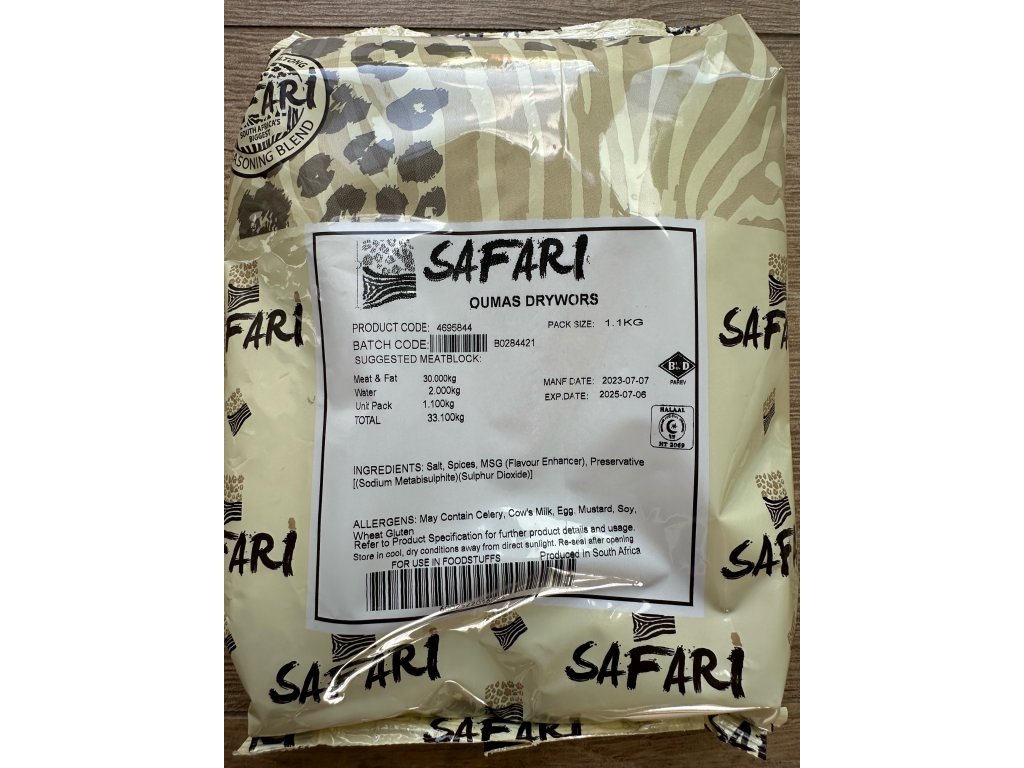 SOUTH AFRICA'S
BIGGEST
SEASONING BLEND
SAFARI
OUMAS DRYWORS
PRODUCT CODE: 4695844 PACK SIZE: 1.1KG
BATCH CODE: B0284421
SUGGESTED MEATBLOCK:
Meat & Fat 30.000kg MANF DATE: 2023-07-07
Water 2.000kg EXP.DATE: 2025-07-06
Unit Pack 1.100kg
TOTAL 33.100kg
PAREV
HALAAL
NT 2069
INGREDIENTS: Salt, Spices, MSG (Flavour Enhancer), Preservative
[(Sodium Metabisulphite)(Sulphur Dioxide)]
ALLERGENS: May Contain Celery, Cow's Milk, Egg, Mustard, Soy,
Wheat Gluten
Refer to Product Specification for further product details and usage.
Store in cool, dry conditions away from direct sunlight. Re-seal after opening
FOR USE IN FOODSTUFFS Produced in South Africa
SAFARI SAFARI
SAFARI